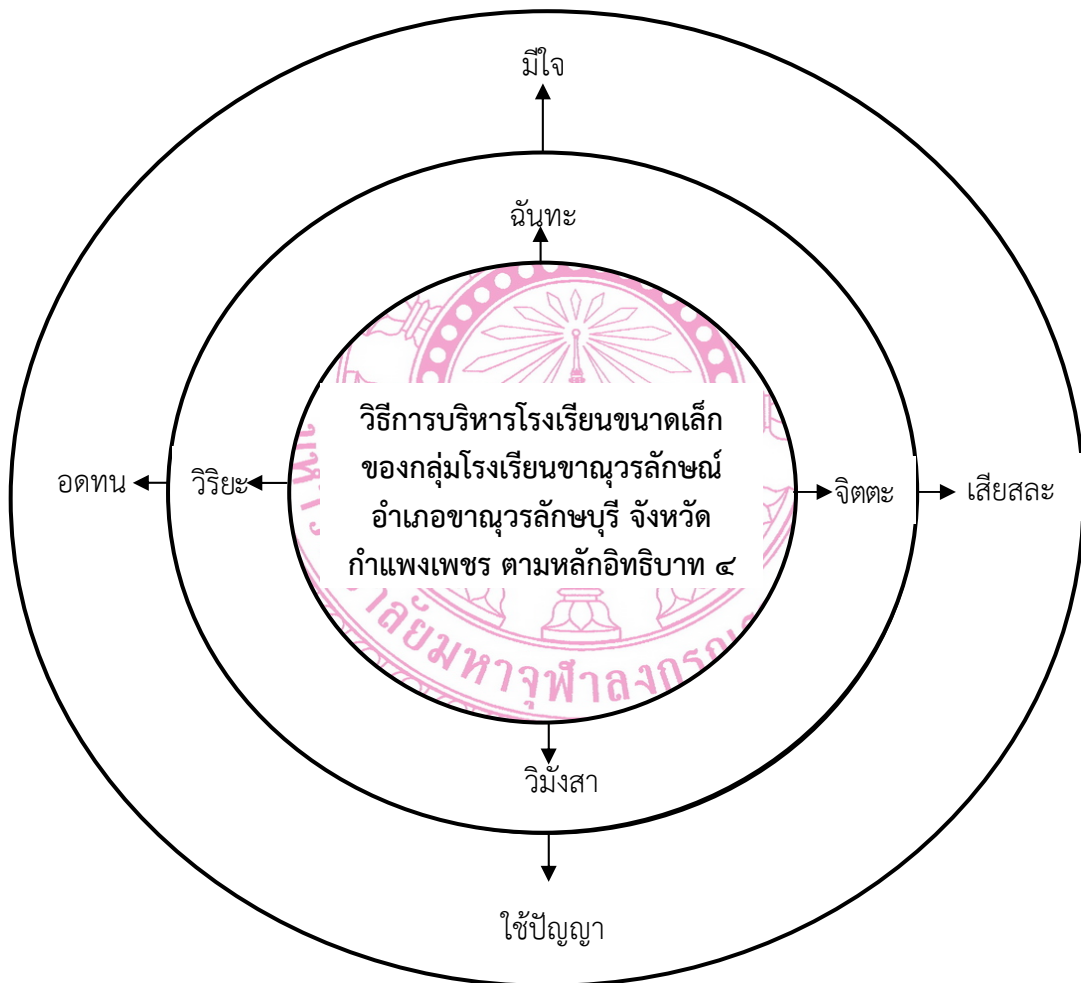 มีใจ
ฉันทะ
วิธีการบริหารโรงเรียนขนาดเล็ก
ของกลุ่มโรงเรียนขาณุวรลักษณ์
อำเภอขาณุวรลักษบุรี จังหวัด
กำแพงเพชร ตามหลักอิทธิบาท ๔
อดทน
วิริยะ
จิตตะ
เสียสละ
วิมังสา
ใช้ปัญญา